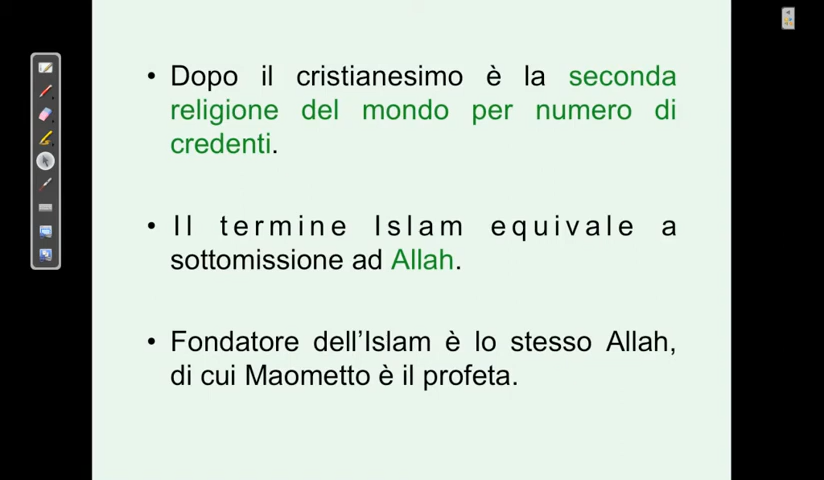 • Dopo il cristianesimo è la seconda
religione del mondo per numero di
credenti.
• Il termine Islam equivale a
sottomissione ad Allah.
• Fondatore dell’Islam è lo stesso Allah,
di cui Maometto è il profeta.